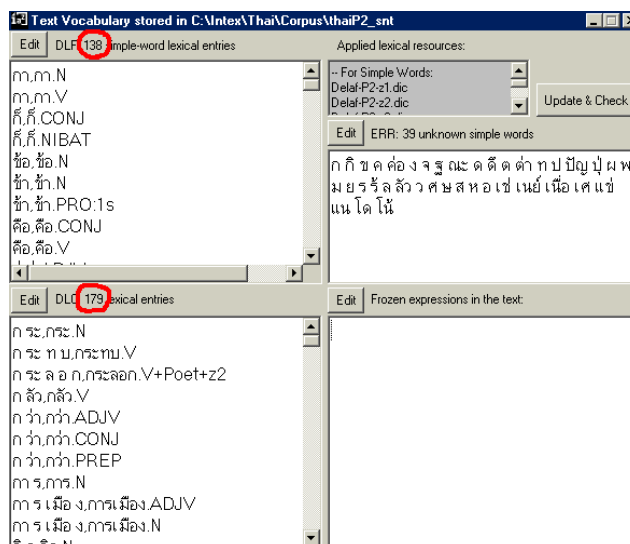 Text Vocabulary stored in C:\Intex\Thai\Corpus\thaiP2_snt
Edit DLF: 138 simple-word lexical entries
กา,กา.N
กา,กา.V
ก็,ก็.CONJ
ก็,ก็.NIBAT
ข้อ,ข้อ.N
ข้า,ข้า.N
ข้า,ข้า.PRO:1s
คือ,คือ.CONJ
คือ,คือ.V
Applied lexical resources:
-- For Simple Words:
Delaf-P2-z1.dic
Delaf-P2-z2.dic
Update & Check
Edit ERR: 39 unknown simple words
ก กิ ข ค ค่อ ง จ ฐ ณะ ด ดี ต ต่ำ ท ป ปัญ ปุ่ ผ พ
ม ย ร ร้ ล ลัว ว ศ ษ ส ห อ เช่ เนย์ เนื่อ เศ แข่
แน โด โน้
Edit DLC: 179 lexical entries
ก ระ,กระ.N
ก ระ ท บ,กระทบ.V
ก ระ ล อ ก,กระลอก.V+Poet+z2
ก ลัว,กลัว.V
ก ว่า,กว่า.ADJV
ก ว่า,กว่า.CONJ
ก ว่า,กว่า.PREP
กา ร,การ.N
กา ร เมือ ง,การเมือง.ADJV
กา ร เมือ ง,การเมือง.N
Edit Frozen expressions in the text: